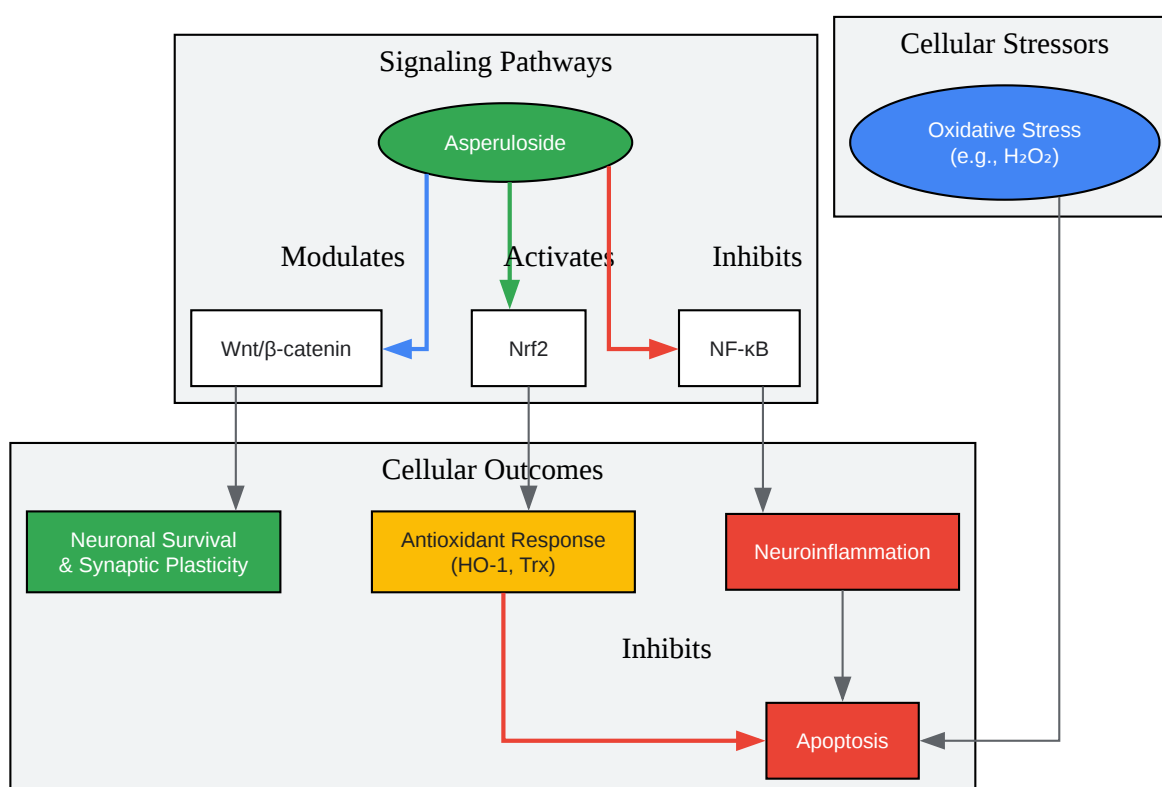 Cellular Stressors
Signaling Pathways
Asperuloside
Oxidative Stress
(e.g., H₂O₂)
Modulates
Activates
Inhibits
Wnt/β-catenin
Nrf2
NF-κB
Cellular Outcomes
Neuronal Survival
& Synaptic Plasticity
Antioxidant Response
(HO-1, Trx)
Neuroinflammation
Inhibits
Apoptosis